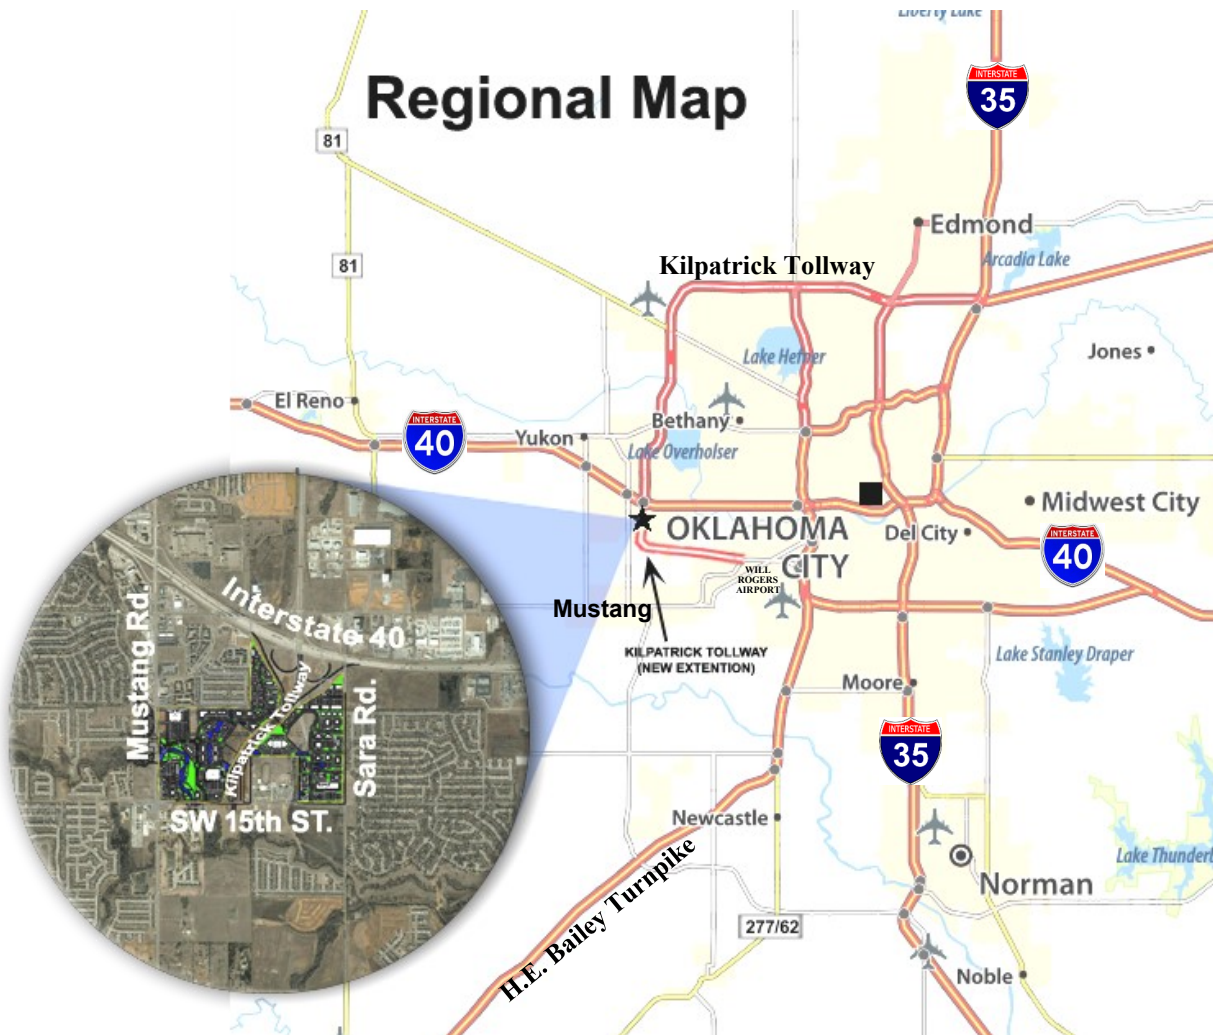 Liberty Lake
Regional Map
INTERSTATE
35
81
Edmond
Kilpatrick Tollway
Arcadia Lake
81
Jones
Lake Hefner
El Reno
INTERSTATE
40
Bethany
Yukon
Lake Overholser
Midwest City
OKLAHOMA
CITY
Del City
INTERSTATE
40
WILL
ROGERS
AIRPORT
Mustang
KILPATRICK TOLLWAY
(NEW EXTENTION)
Lake Stanley Draper
Moore
INTERSTATE
35
Mustang Rd.
Interstate 40
Kilpatrick Tollway
Sara Rd.
SW 15th ST.
Newcastle
H.E. Bailey Turnpike
Lake Thunderb
Norman
277/62
Noble